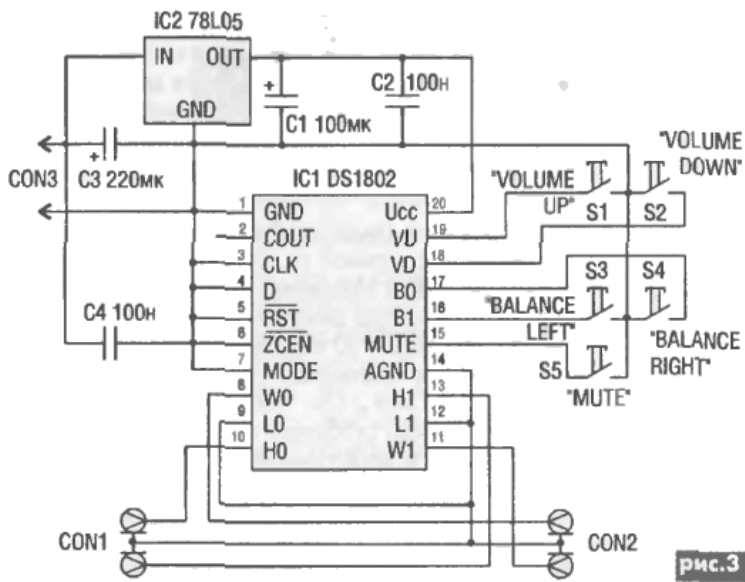 IC2 78L05
IN OUT
GND
+
C1 100мк
C2 100н
+
CON3
C3 220мк
C4 100н
IC1 DS1802
1 GND Ucc 20
2 COUT VU 19
3 CLK VD 18
4 D B0 17
5 RST B1 16
6 ZCEN MUTE 15
7 MODE AGND 14
8 W0 H1 13
9 L0 L1 12
10 H0 W1 11
"VOLUME
UP"
S1
"VOLUME
DOWN"
S2
S3
S4
"BALANCE
LEFT"
"BALANCE
RIGHT"
S5
"MUTE"
CON1
CON2
рис.3